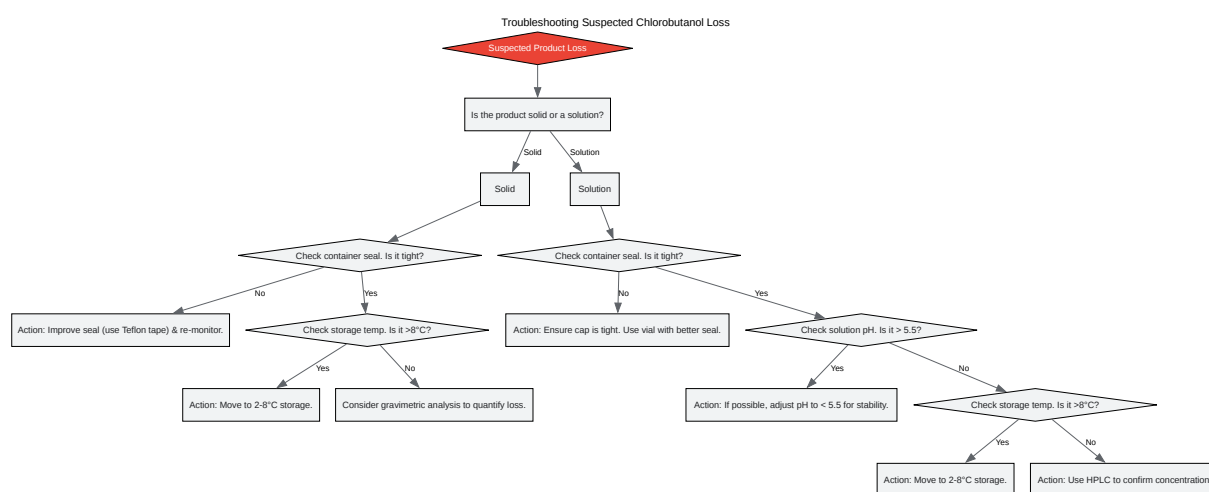 Troubleshooting Suspected Chlorobutanol Loss
Suspected Product Loss
Is the product solid or a solution?
Solid
Solution
Solid
Solution
Check container seal. Is it tight?
Check container seal. Is it tight?
No
Yes
No
Yes
Action: Improve seal (use Teflon tape) & re-monitor.
Check storage temp. Is it >8°C?
Action: Ensure cap is tight. Use vial with better seal.
Check solution pH. Is it > 5.5?
Yes
No
Yes
No
Action: Move to 2-8°C storage.
Consider gravimetric analysis to quantify loss.
Action: If possible, adjust pH to < 5.5 for stability.
Check storage temp. Is it >8°C?
Yes
No
Action: Move to 2-8°C storage.
Action: Use HPLC to confirm concentration